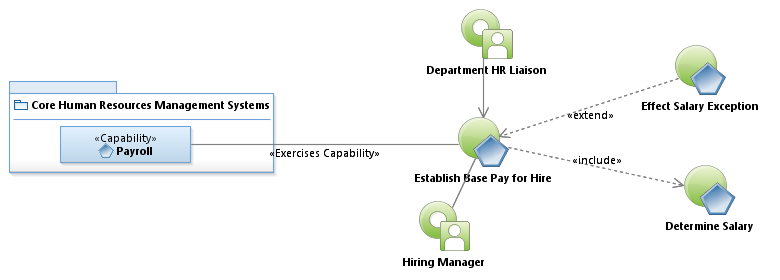 Department HR Liaison
Effect Salary Exception
Core Human Resources Management Systems
«extend»
«Capability»
Payroll
«Exercises Capability»
«include»
Establish Base Pay for Hire
Determine Salary
Hiring Manager